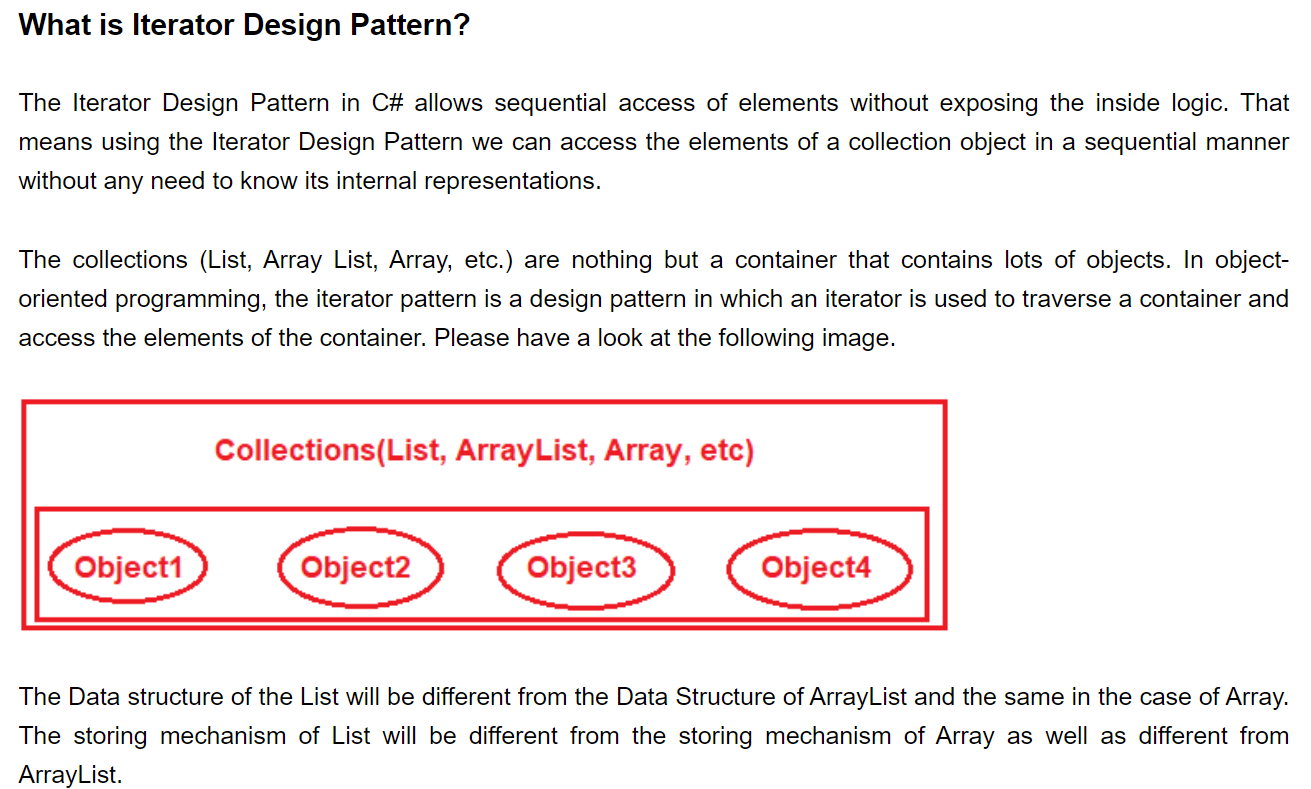 What is Iterator Design Pattern?
The Iterator Design Pattern in C# allows sequential access of elements without exposing the inside logic. That
means using the Iterator Design Pattern we can access the elements of a collection object in a sequential manner
without any need to know its internal representations.
The collections (List, Array List, Array, etc.) are nothing but a container that contains lots of objects. In object-
oriented programming, the iterator pattern is a design pattern in which an iterator is used to traverse a container and
access the elements of the container. Please have a look at the following image.
Collections(List, ArrayList, Array, etc)
Object1 Object2 Object3 Object4
The Data structure of the List will be different from the Data Structure of ArrayList and the same in the case of Array.
The storing mechanism of List will be different from the storing mechanism of Array as well as different from
ArrayList.